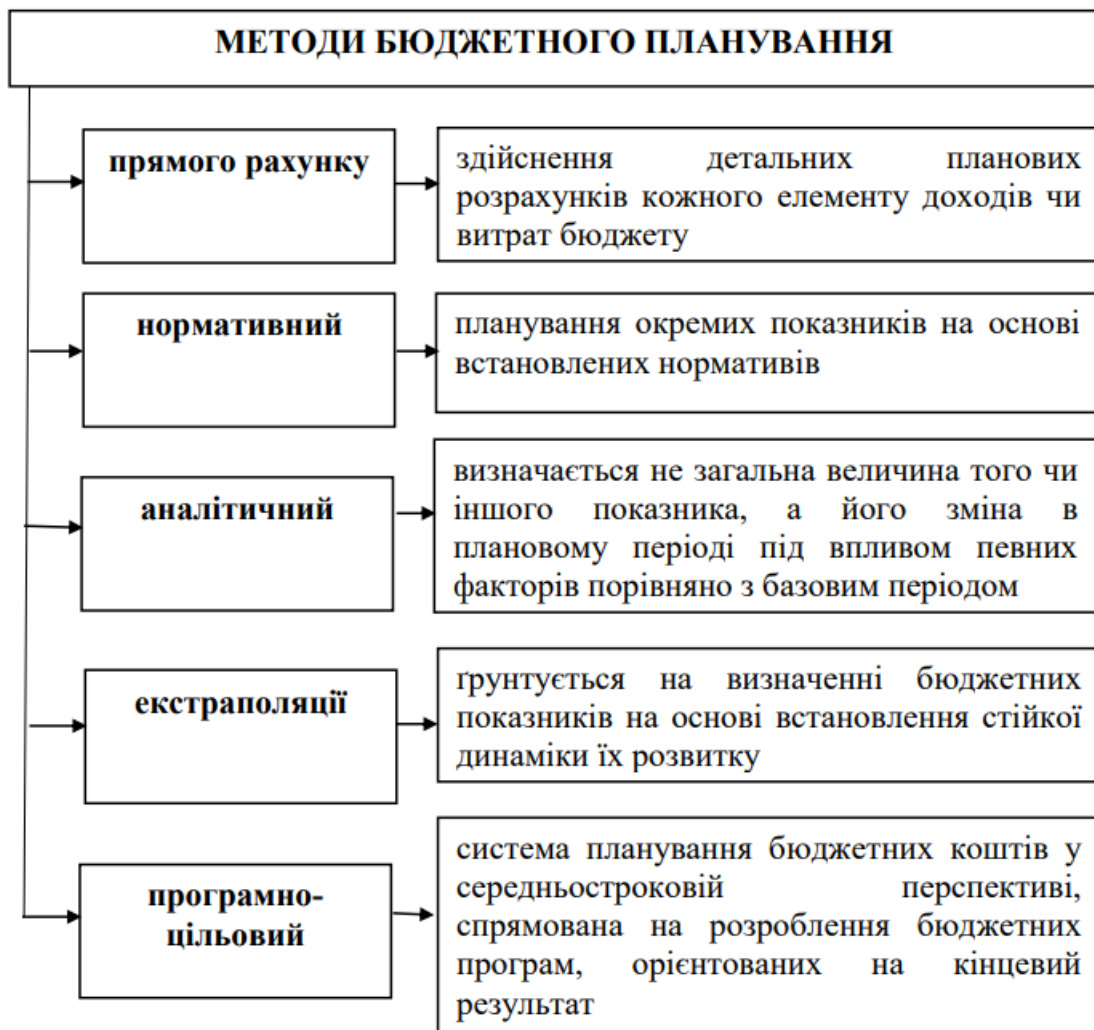 МЕТОДИ БЮДЖЕТНОГО ПЛАНУВАННЯ
прямого рахунку
здійснення детальних планових
розрахунків кожного елементу доходів чи
витрат бюджету
нормативний
планування окремих показників на основі
встановлених нормативів
аналітичний
визначається не загальна величина того чи
іншого показника, а його зміна в
плановому періоді під впливом певних
факторів порівняно з базовим періодом
екстраполяції
ґрунтується на визначенні бюджетних
показників на основі встановлення стійкої
динаміки їх розвитку
програмно-
цільовий
система планування бюджетних коштів у
середньостроковій перспективі,
спрямована на розроблення бюджетних
програм, орієнтованих на кінцевий
результат